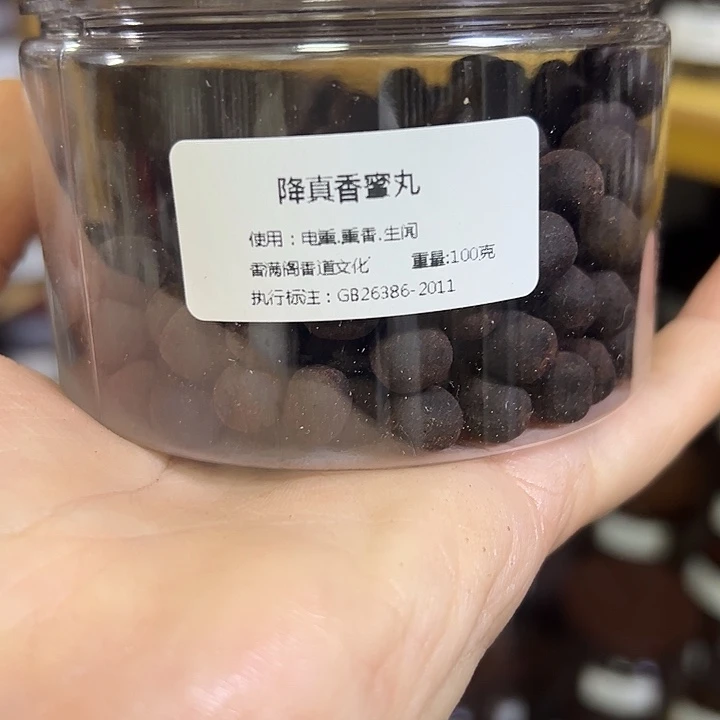 降真香蜜丸
使用：电熏.熏香.生闻
香满阁香道文化 重量:100克
执行标注：GB26386-2011